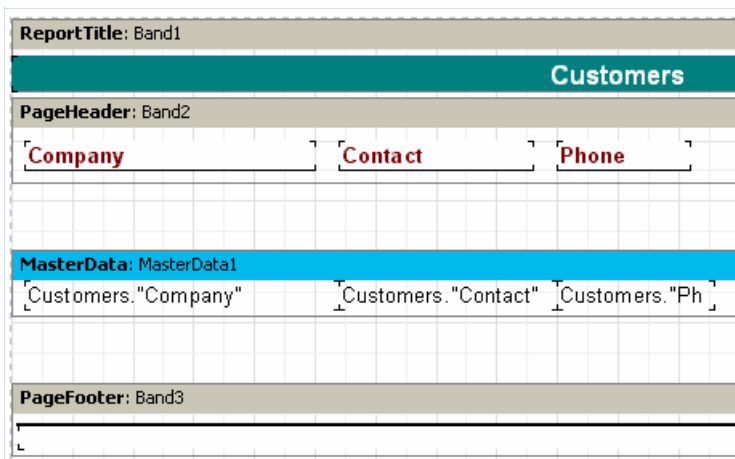 ReportTitle: Band1
Customers
PageHeader: Band2
Company Contact Phone
MasterData: MasterData1
Customers."Company" Customers."Contact" Customers."Ph
PageFooter: Band3